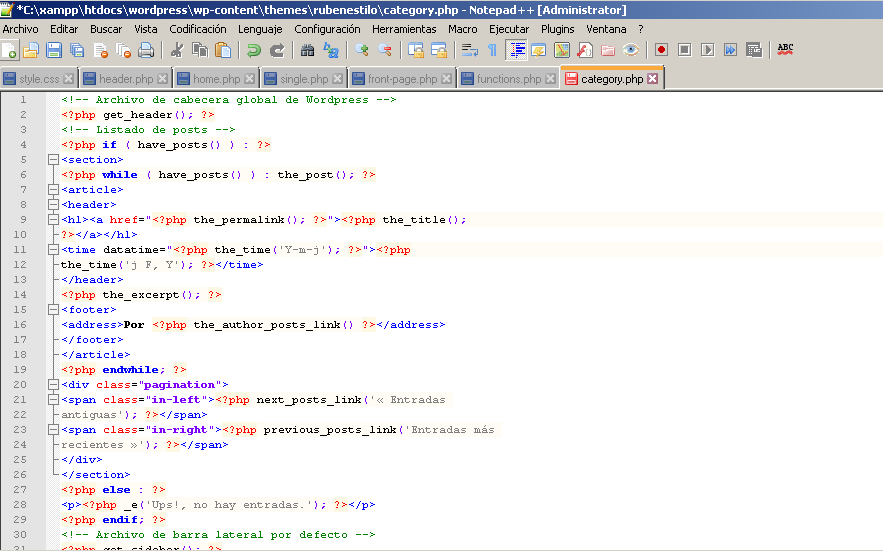 *C:\xampp\htdocs\wordpress\wp-content\themes\rubenestilo\category.php - Notepad++ [Administrator]
Archivo Editar Buscar Vista Codificación Lenguaje Configuración Herramientas Macro Ejecutar Plugins Ventana ?
ABC
style.css header.php home.php single.php front-page.php functions.php category.php
1 <!-- Archivo de cabecera global de Wordpress -->
2 <?php get_header(); ?>
3 <!-- Listado de posts -->
4 <?php if ( have_posts() ) : ?>
5 <section>
6 <?php while ( have_posts() ) : the_post(); ?>
7 <article>
8 <header>
9 <hl><a href="<?php the_permalink(); ?>"><?php the_title();
10 ?></a></hl>
11 <time datatime="<?php the_time('Y-m-j'); ?>"><?php
12 the_time('j F, Y'); ?></time>
13 </header>
14 <?php the_excerpt(); ?>
15 <footer>
16 <address>Por <?php the_author_posts_link() ?></address>
17 </footer>
18 </article>
19 <?php endwhile; ?>
20 <div class="pagination">
21 <span class="in-left"><?php next_posts_link('« Entradas
22 antiguas'); ?></span>
23 <span class="in-right"><?php previous_posts_link('Entradas más
24 recientes »'); ?></span>
25 </div>
26 </section>
27 <?php else : ?>
28 <p><?php _e('Ups!, no hay entradas.'); ?></p>
29 <?php endif; ?>
30 <!-- Archivo de barra lateral por defecto -->
31 <?php get_sidebar(); ?>